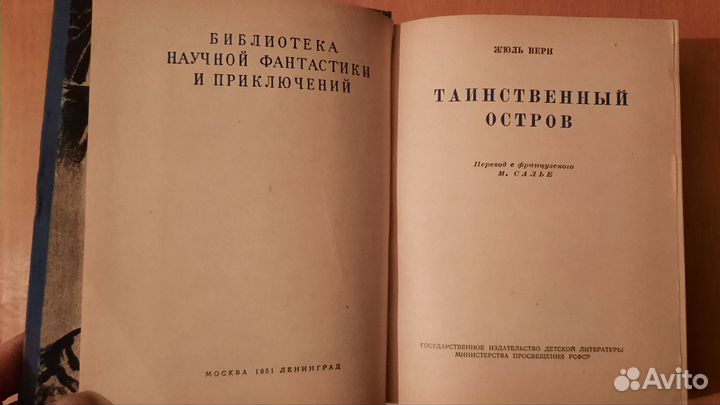 БИБЛИОТЕКА
НАУЧНОЙ ФАНТАСТИКИ
И ПРИКЛЮЧЕНИЙ
МОСКВА 1951 ЛЕНИНГРАД
ЖЮЛЬ ВЕРН
ТАИНСТВЕННЫЙ
ОСТРОВ
Перевод с французского
М. САЛЬЕ
ГОСУДАРСТВЕННОЕ ИЗДАТЕЛЬСТВО ДЕТСКОЙ ЛИТЕРАТУРЫ
МИНИСТЕРСТВА ПРОСВЕЩЕНИЯ РСФСР
Avito